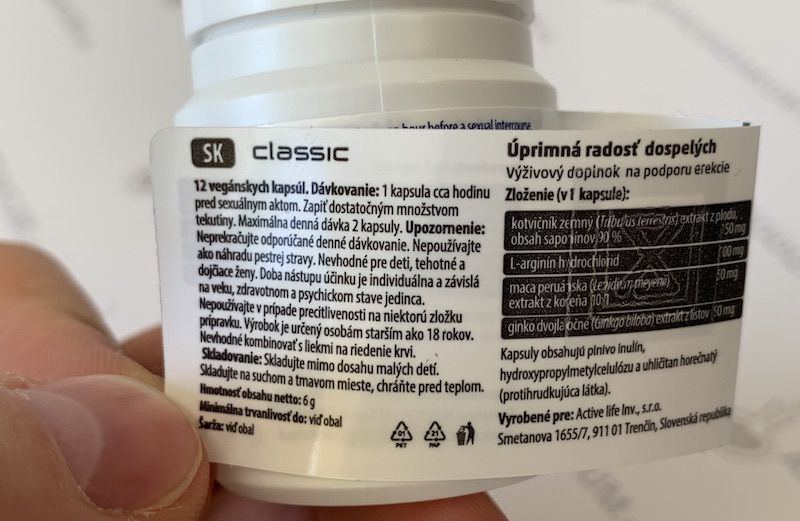 hour before a sexual intercourse
SK classic
12 vegánskych kapsúl. Dávkovanie: 1 kapsula cca hodinu
pred sexuálnym aktom. Zapiť dostatočným množstvom
tekutiny. Maximálna denná dávka 2 kapsuly. Upozornenie:
Neprekračujte odporúčané denné dávkovanie. Nepoužívajte
ako náhradu pestrej stravy. Nevhodné pre deti, tehotné a
dojčiace ženy. Doba nástupu účinku je individuálna a závislá
na veku, zdravotnom a psychickom stave jedinca.
Nepoužívajte v prípade precitlivenosti na niektorú zložku
prípravku. Výrobok je určený osobám starším ako 18 rokov.
Nevhodné kombinovať s liekmi na riedenie krvi.
Skladovanie: Skladujte mimo dosahu malých detí.
Skladujte na suchom a tmavom mieste, chráňte pred teplom.
Hmotnosť obsahu netto: 6 g
Minimálna trvanlivosť do: viď obal
Šarža: viď obal
01
PET
21
PAP
Úprimná radosť dospelých
Výživový doplnok na podporu erekcie
Zloženie (v 1 kapsule):
kotvičník zemný (Tribulus terrestris) extrakt z plodu,
obsah saponínov 90 % 50 mg
L-arginín hydrochlorid 00 mg
maca peruánska (Lepidium meyenii) 50 mg
extrakt z koreňa 10:1
ginko dvojlaločné (Ginkgo biloba) extrakt z listov 50 mg
Kapsuly obsahujú plnivo inulín,
hydroxypropylmetylcelulózu a uhličitan horečnatý
(protihrudkujúca látka).
Vyrobené pre: Active life Inv., s.r.o.
Smetanova 1655/7, 911 01 Trenčín, Slovenská republika